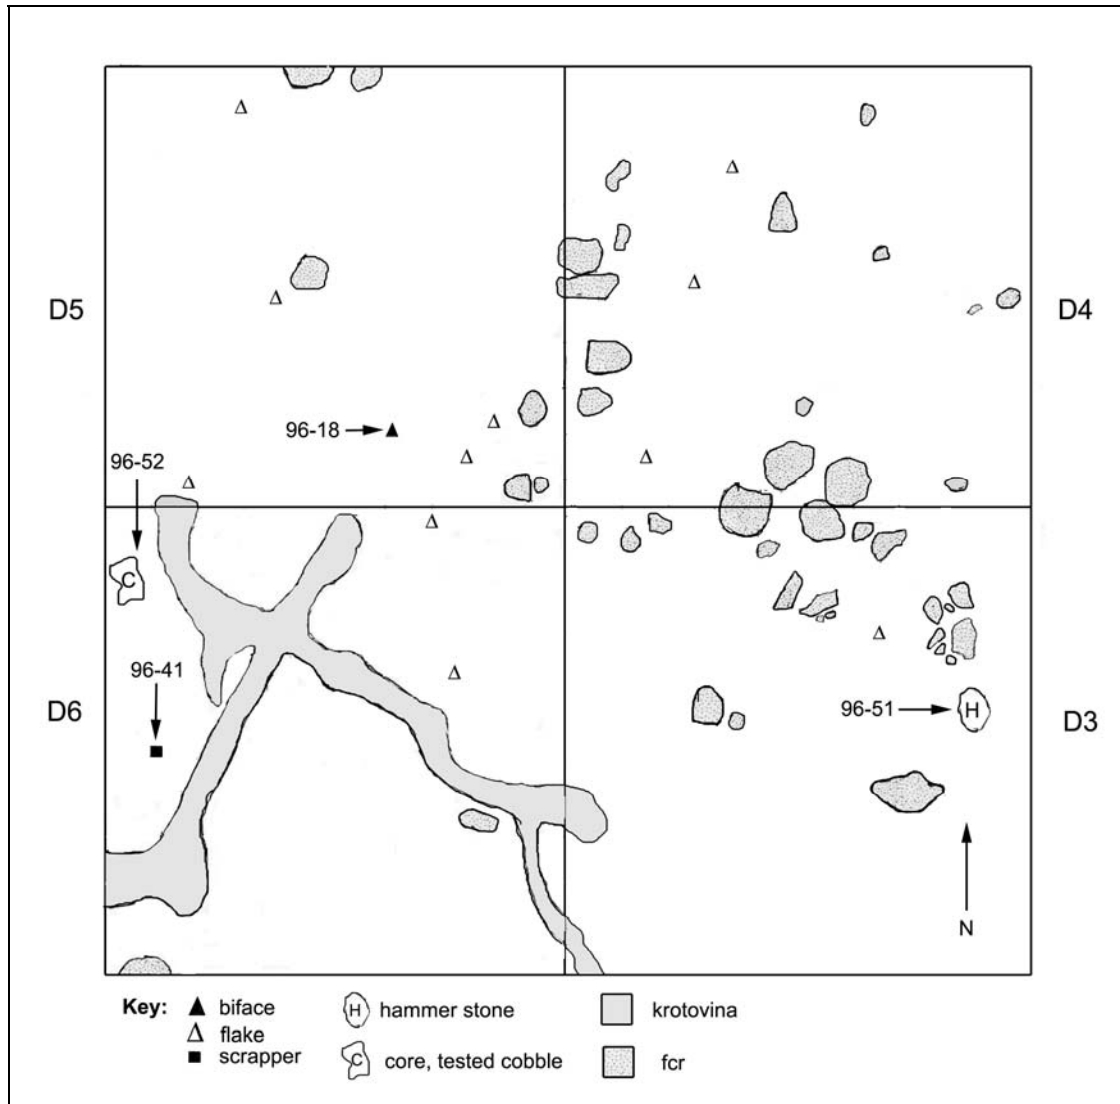 D5
D4
96-18
96-52
C
96-41
D6
96-51
H
D3
N
Key:
biface
flake
scrapper
H
hammer stone
C
core, tested cobble
krotovina
fcr